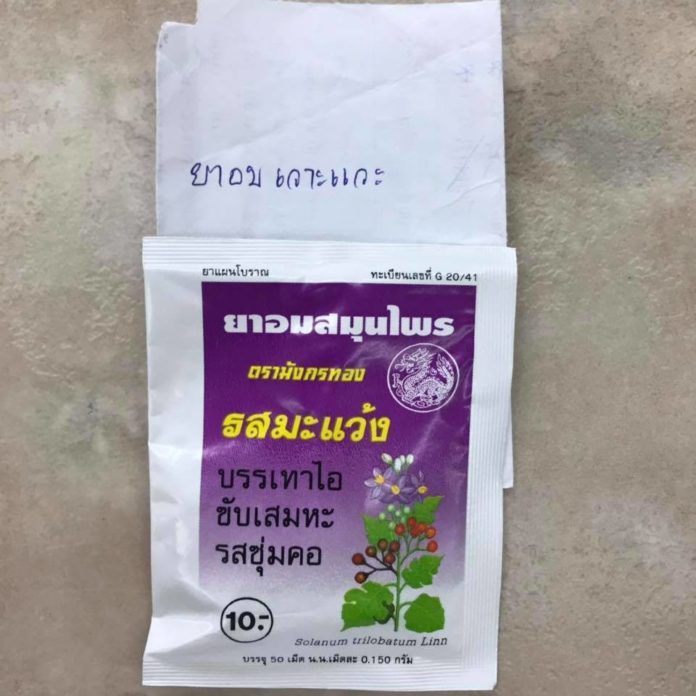 ยาอม เวาะแวะ
ยาแผนโบราณ ทะเบียนเลขที่ G 20/41
ยาอมสมุนไพร
ตรามังกรทอง
รสมะแว้ง
บรรเทาไอ
ขับเสมหะ
รสชุ่มคอ
10.-
Solanum trilobatum Linn
บรรจุ 50 เม็ด น.น.เม็ดละ 0.150 กรัม